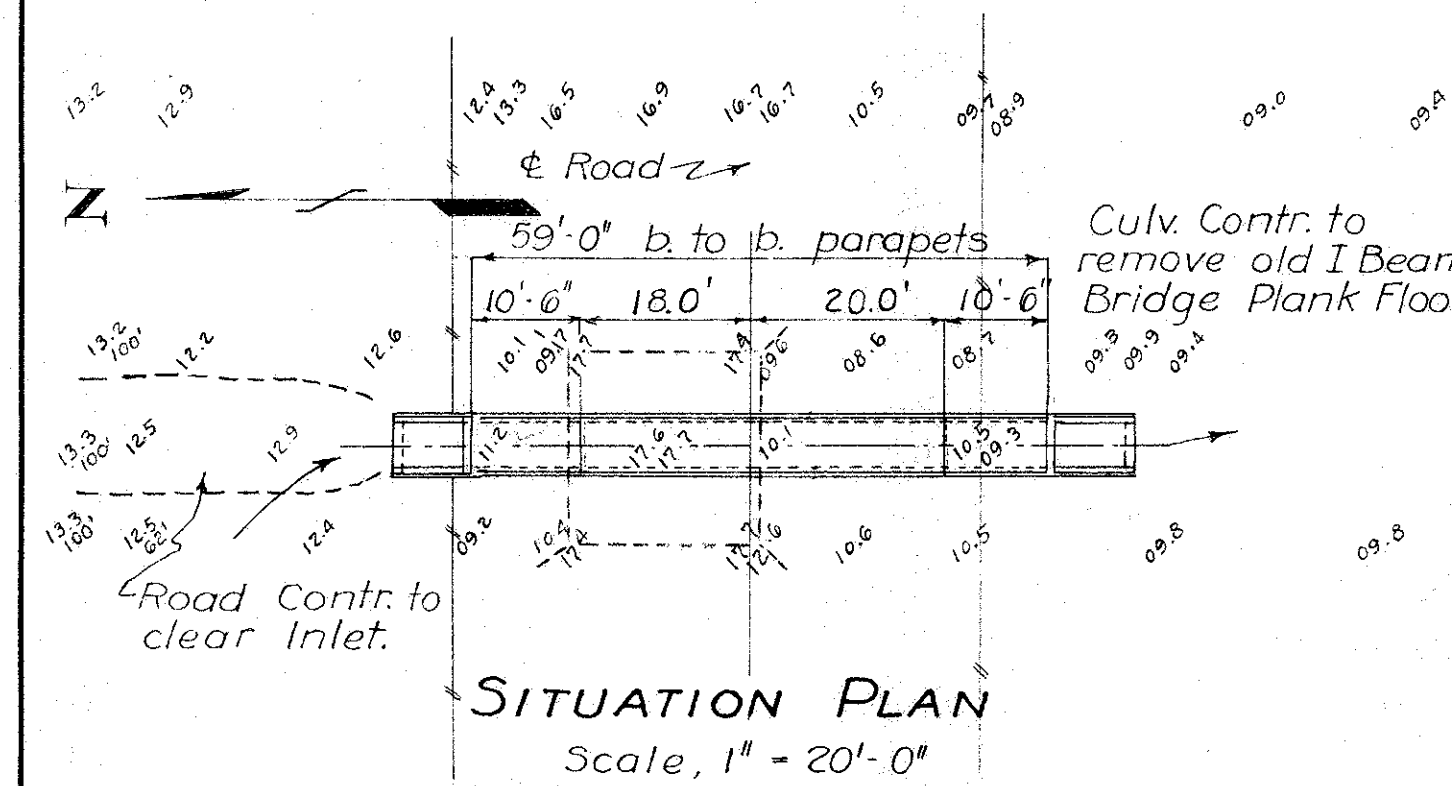 13.2 12.9 12.4 13.3 16.5 16.9 16.7 16.7 10.5 09.7 08.9 09.0 09.4
℄ Road
N
59'-0" b. to b. parapets
Culv. Contr. to
remove old I Beam
Bridge Plank Floo
10'-6" 18.0' 20.0' 10'-6"
13.2 100' 12.2 12.6 10.1 09.1 17.7 17.4 09.6 08.6 08.7 09.3 09.9 09.4
13.3 100' 12.5 12.9 11.2 17.6 17.7 10.1 10.5 09.3
13.3 100' 12.5 62' 12.4 09.2 10.4 17.4 12.6 10.6 10.5 09.8 09.8
Road Contr. to
clear Inlet.
SITUATION PLAN
Scale, 1" = 20'-0"